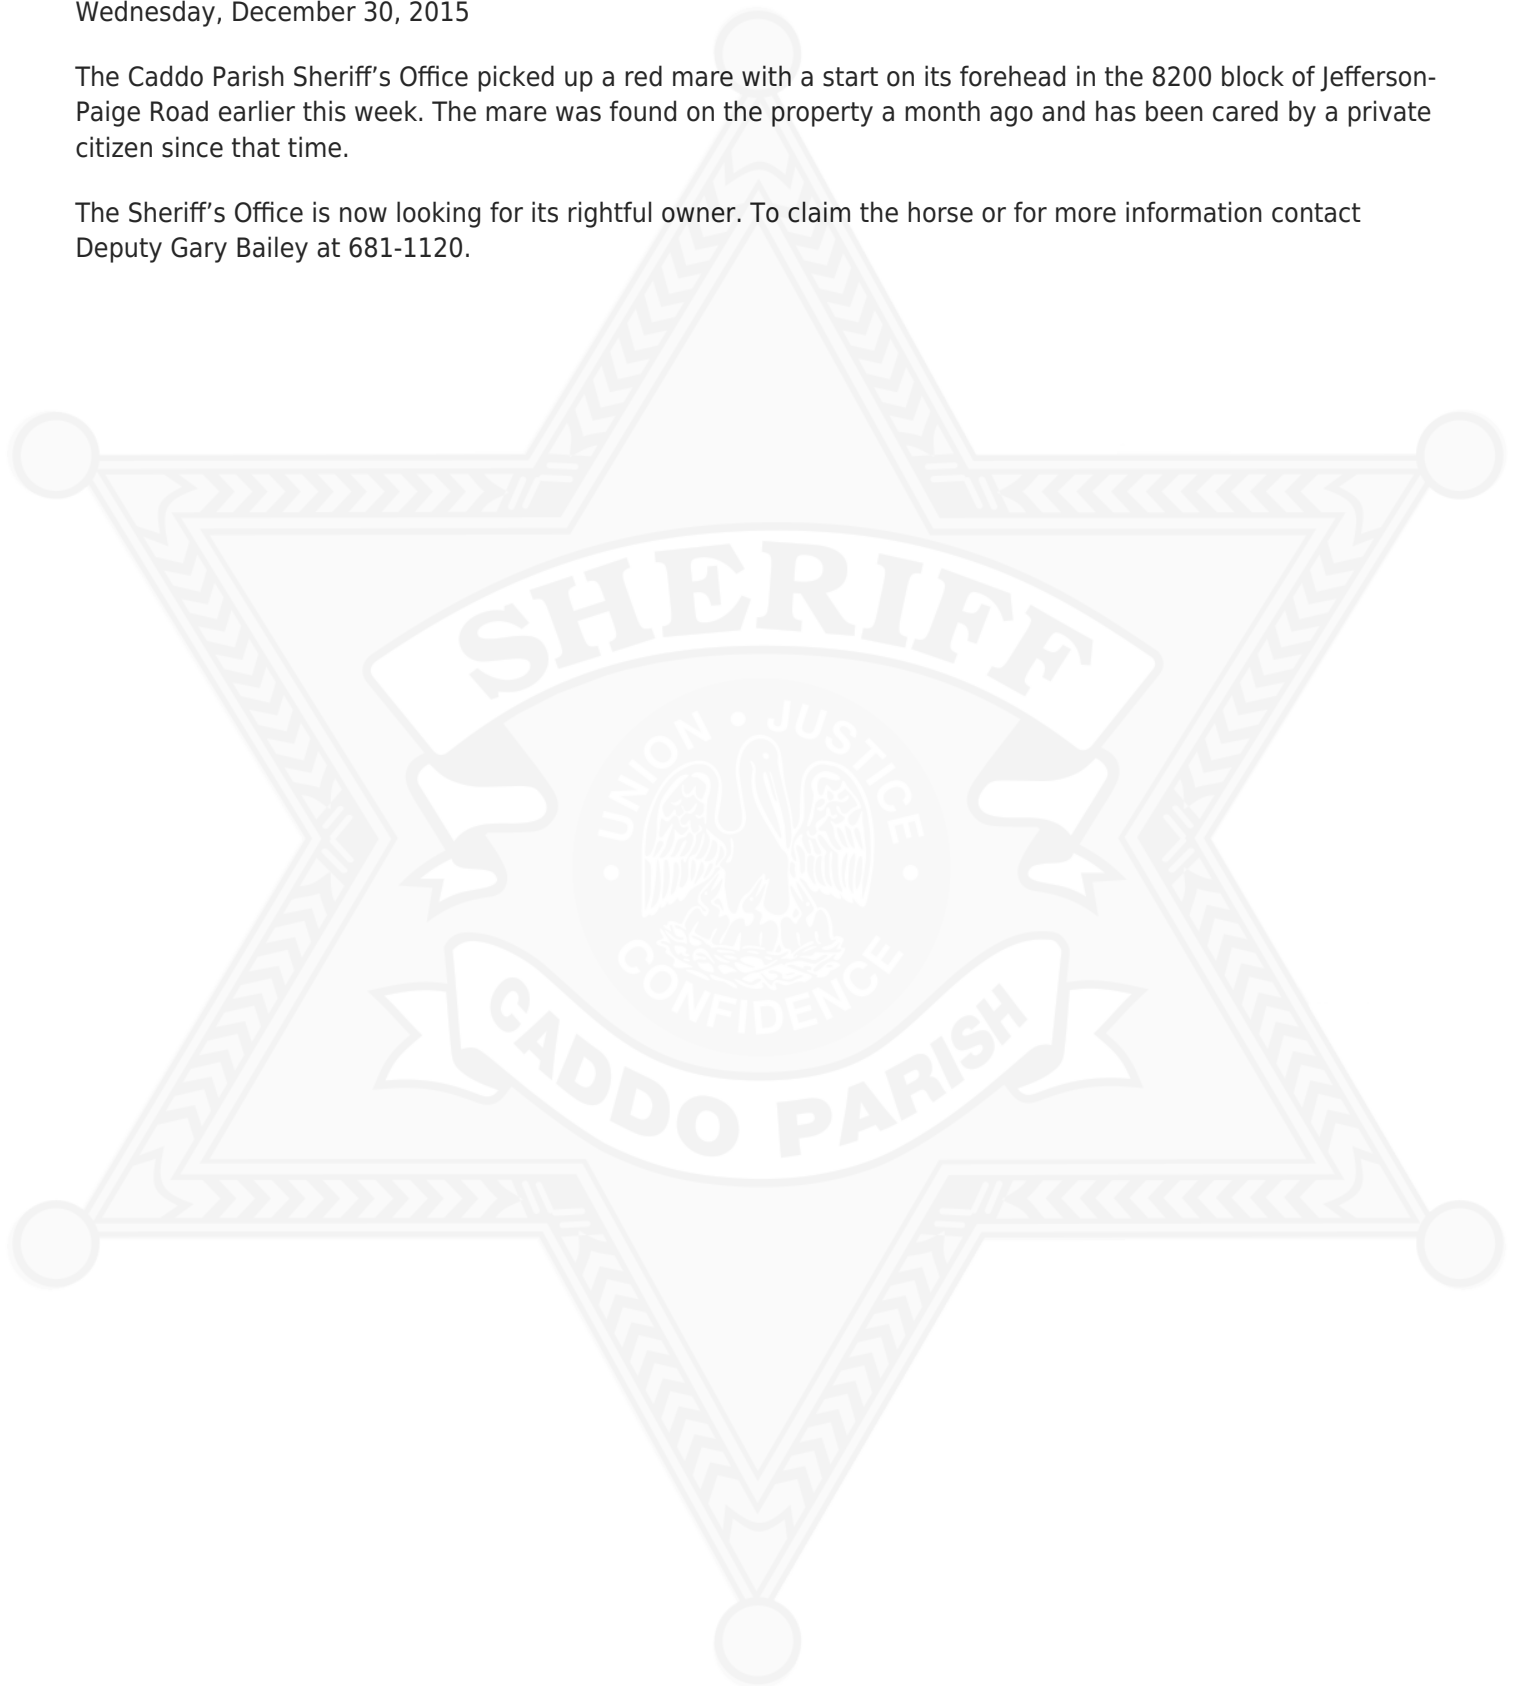 Wednesday, December 30, 2015
The Caddo Parish Sheriff’s Office picked up a red mare with a start on its forehead in the 8200 block of Jefferson-
Paige Road earlier this week. The mare was found on the property a month ago and has been cared by a private
citizen since that time.
The Sheriff’s Office is now looking for its rightful owner. To claim the horse or for more information contact
Deputy Gary Bailey at 681-1120.
SHERIFF
UNION • JUSTICE
• CONFIDENCE •
CADDO PARISH